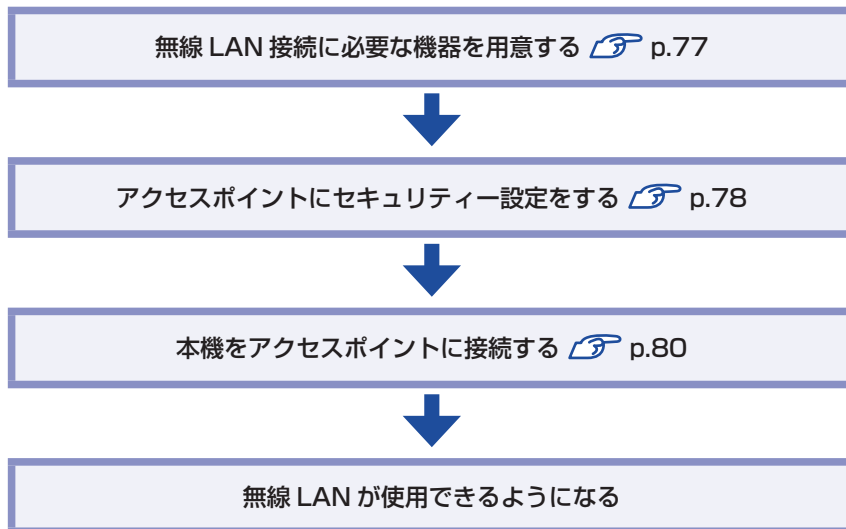 無線 LAN 接続に必要な機器を用意する p.77
アクセスポイントにセキュリティー設定をする p.78
本機をアクセスポイントに接続する p.80
無線 LAN が使用できるようになる